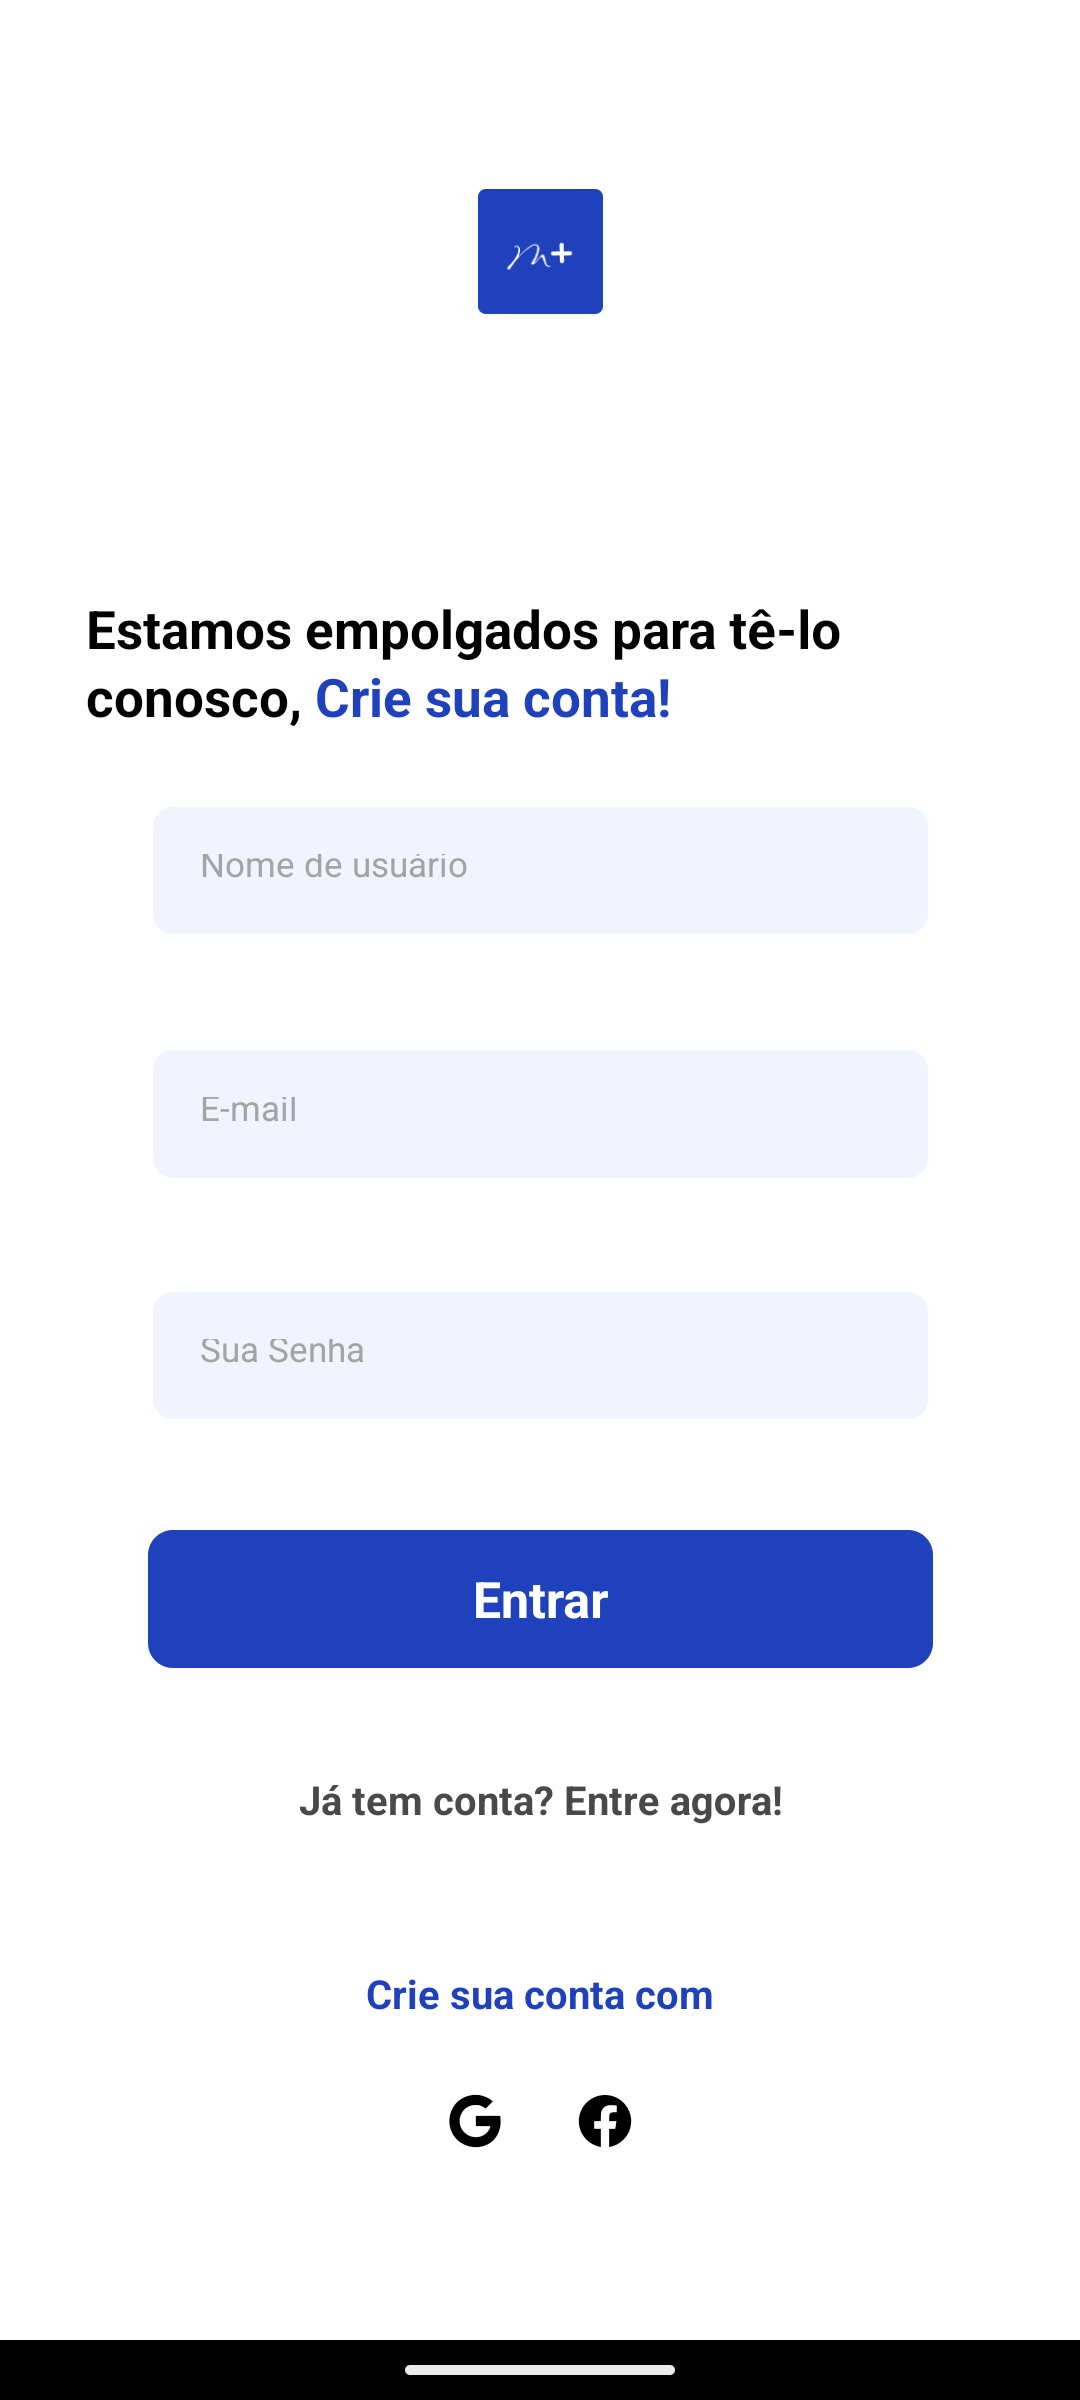 m+
Estamos empolgados para tê-lo
conosco, Crie sua conta!
Nome de usuário
E-mail
Sua Senha
Entrar
Já tem conta? Entre agora!
Crie sua conta com